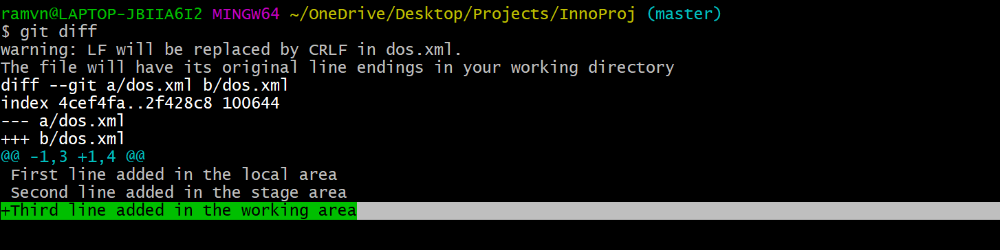 ramvn@LAPTOP-JBIIA6I2 MINGW64 ~/OneDrive/Desktop/Projects/InnoProj (master)
$ git diff
warning: LF will be replaced by CRLF in dos.xml.
The file will have its original line endings in your working directory
diff --git a/dos.xml b/dos.xml
index 4cef4fa..2f428c8 100644
--- a/dos.xml
+++ b/dos.xml
@@ -1,3 +1,4 @@
 First line added in the local area
 Second line added in the stage area
+Third line added in the working area